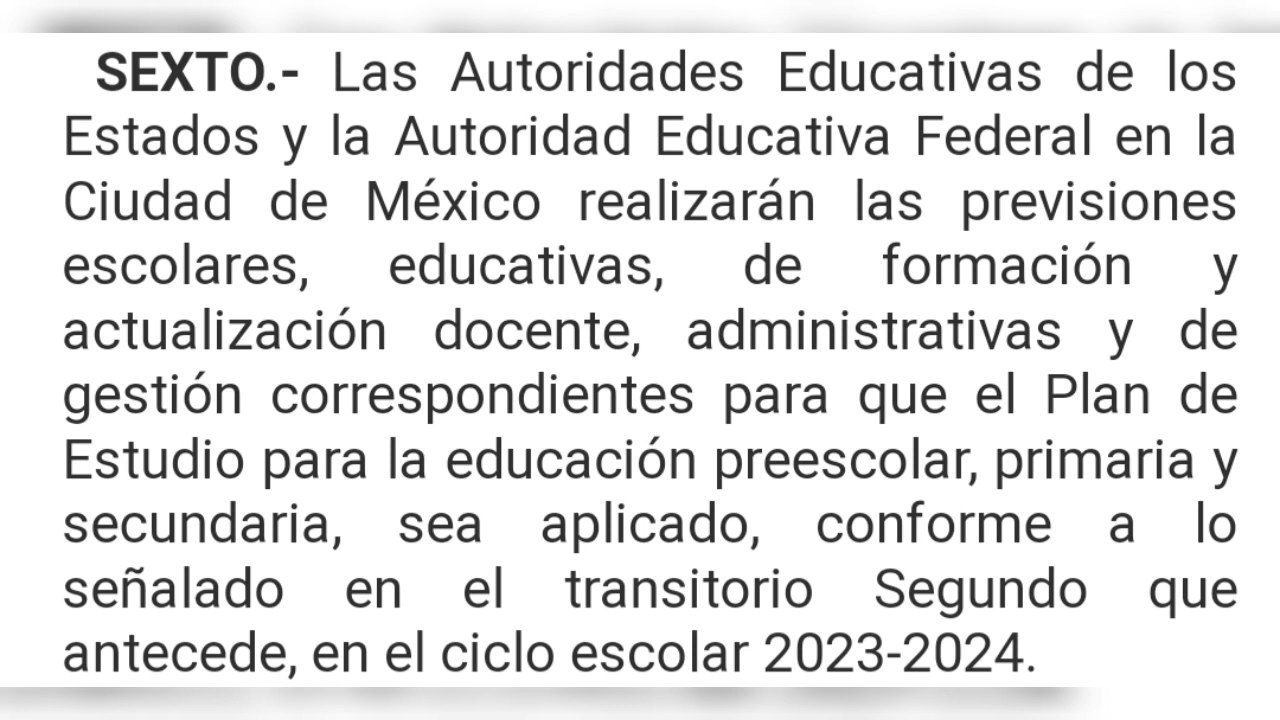 SEXTO.- Las Autoridades Educativas de los
Estados y la Autoridad Educativa Federal en la
Ciudad de México realizarán las previsiones
escolares, educativas, de formación y
actualización docente, administrativas y de
gestión correspondientes para que el Plan de
Estudio para la educación preescolar, primaria y
secundaria, sea aplicado, conforme a lo
señalado en el transitorio Segundo que
antecede, en el ciclo escolar 2023-2024.